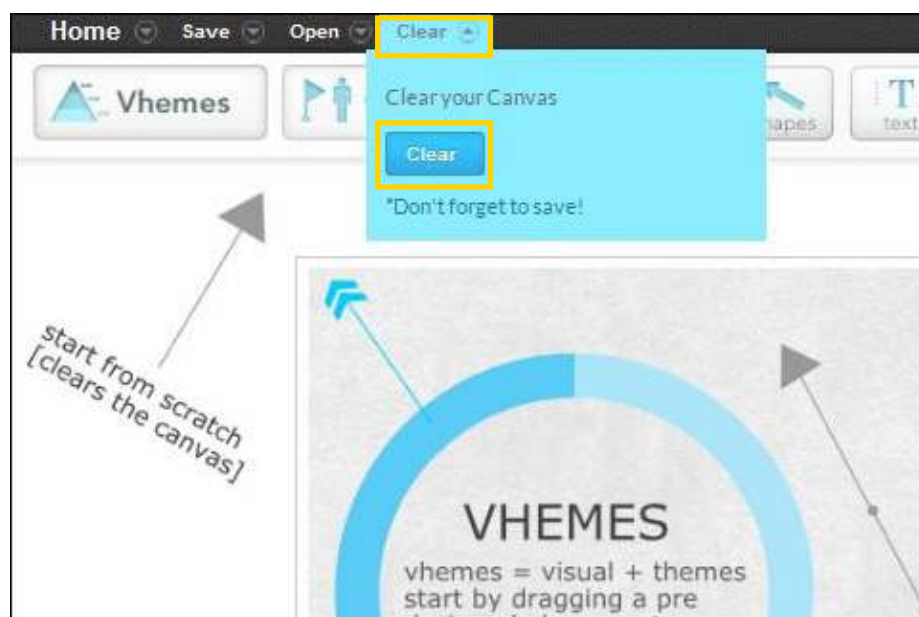 Home Save Open Clear
Vhemes
Clear your Canvas
Clear
*Don't forget to save!
hapes
text
start from scratch
[clears the canvas]
VHEMES
vhemes = visual + themes
start by dragging a pre